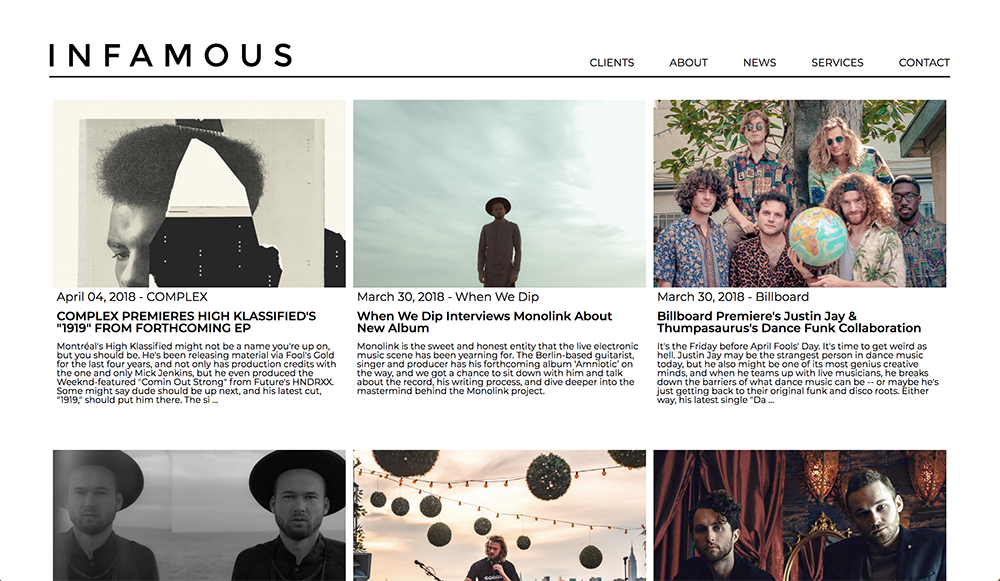 INFAMOUS
CLIENTS ABOUT NEWS SERVICES CONTACT
April 04, 2018 - COMPLEX
COMPLEX PREMIERES HIGH KLASSIFIED'S
"1919" FROM FORTHCOMING EP
Montréal's High Klassified might not be a name you're up on,
but you should be. He's been releasing material via Fool's Gold
for the last four years, and not only has production credits with
the one and only Mick Jenkins, but he even produced the
Weeknd-featured "Comin Out Strong" from Future's HNDRXX.
Some might say dude should be up next, and his latest cut,
"1919," should put him there. The si ...
March 30, 2018 - When We Dip
When We Dip Interviews Monolink About
New Album
Monolink is the sweet and honest entity that the live electronic
music scene has been yearning for. The Berlin-based guitarist,
singer and producer has his forthcoming album 'Amniotic' on
the way, and we got a chance to sit down with him and talk
about the record, his writing process, and dive deeper into the
mastermind behind the Monolink project.
March 30, 2018 - Billboard
Billboard Premiere's Justin Jay &
Thumpasaurus's Dance Funk Collaboration
It's the Friday before April Fools' Day. It's time to get weird as
hell. Justin Jay may be the strangest person in dance music
today, but he also might be one of its most genius creative
minds, and when he teams up with live musicians, he breaks
down the barriers of what dance music can be -- or maybe he's
just getting back to their original funk and disco roots. Either
way, his latest single "Da ...